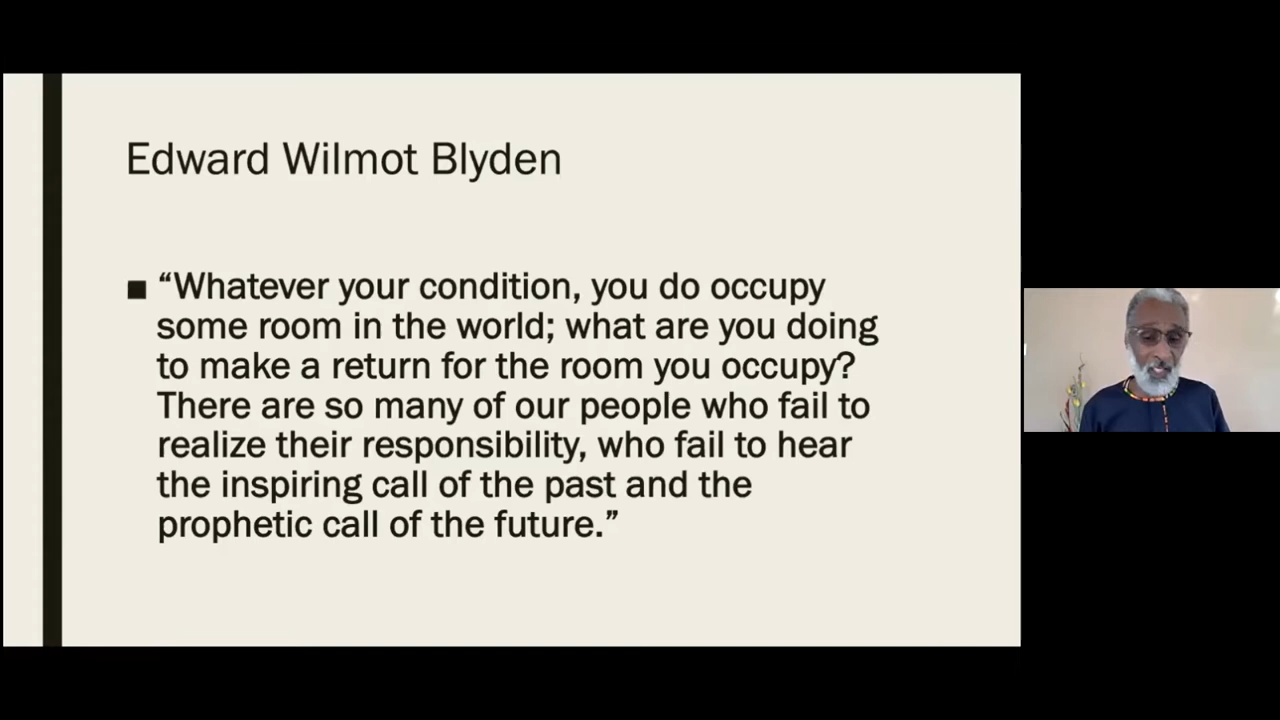 Edward Wilmot Blyden
■ “Whatever your condition, you do occupy
some room in the world; what are you doing
to make a return for the room you occupy?
There are so many of our people who fail to
realize their responsibility, who fail to hear
the inspiring call of the past and the
prophetic call of the future.”